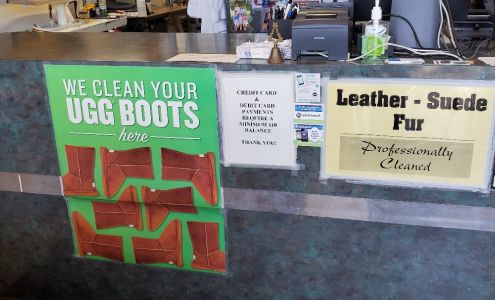 WE CLEAN YOUR
UGG BOOTS
here
CREDIT CARD
&
DEBIT CARD
PAYMENTS
REQUIRE A
MINIMUM $10
BALANCE
THANK YOU!
Leather - Suede
Fur
Professionally
Cleaned